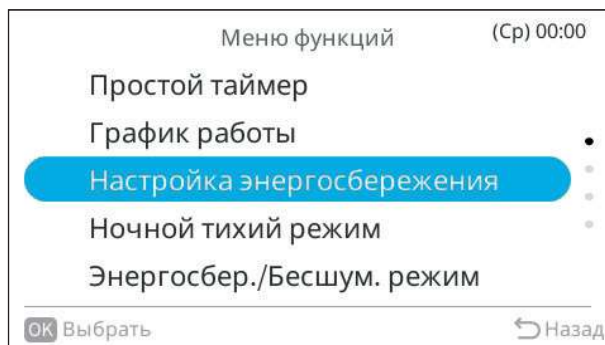 Меню функций (Ср) 00:00
Простой таймер
График работы
Настройка энергосбережения
Ночной тихий режим
Энергосбер./Бесшум. режим
OK Выбрать Назад